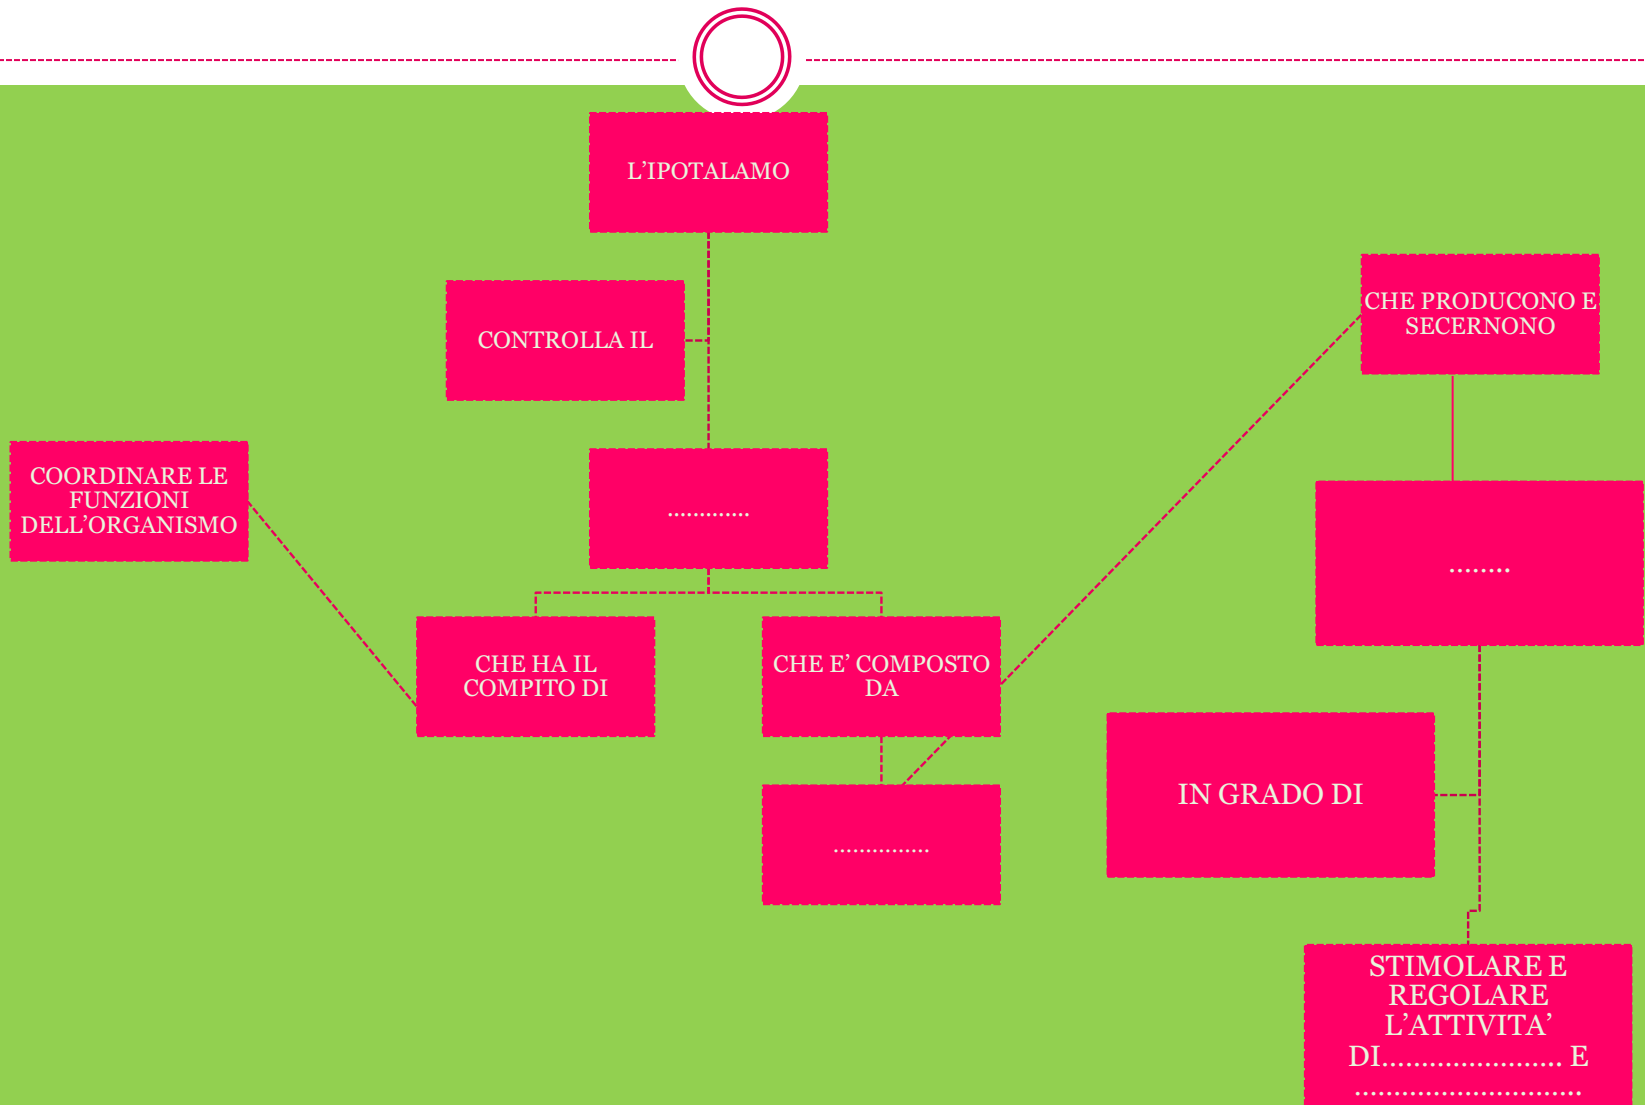 L’IPOTALAMO
CONTROLLA IL
.............
CHE HA IL
COMPITO DI
COORDINARE LE
FUNZIONI
DELL’ORGANISMO
CHE E’ COMPOSTO
DA
...............
CHE PRODUCONO E
SECERNONO
........
IN GRADO DI
STIMOLARE E
REGOLARE
L’ATTIVITA’
DI...................... E
............................